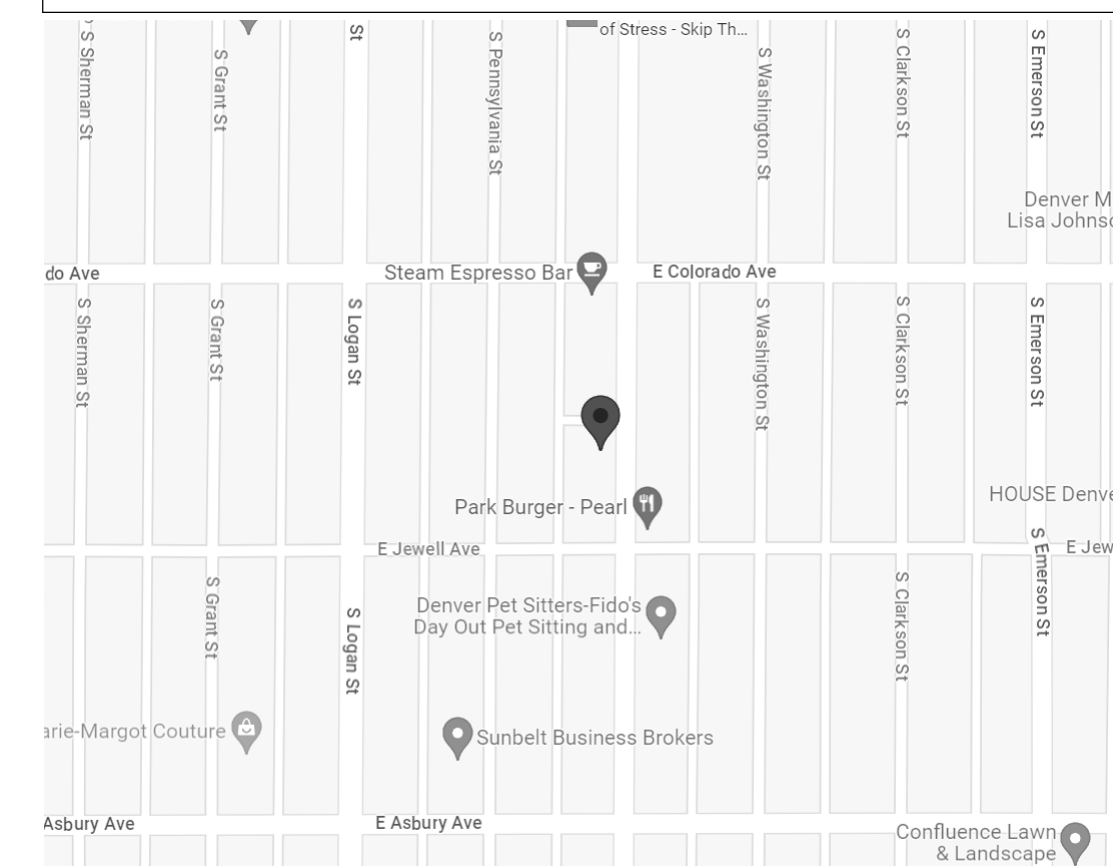 of Stress - Skip Th...
S Sherman St
S Grant St
St
S Pennsylvania St
S Washington St
S Clarkson St
S Emerson St
Denver M
Lisa Johnso
do Ave
Steam Espresso Bar
E Colorado Ave
S Sherman St
S Grant St
S Logan St
S Washington St
S Clarkson St
S Emerson St
Park Burger - Pearl
HOUSE Denve
E Jewell Ave
E Jew
S Grant St
S Logan St
Denver Pet Sitters-Fido's
Day Out Pet Sitting and...
S Clarkson St
S Emerson St
arie-Margot Couture
Sunbelt Business Brokers
Asbury Ave
E Asbury Ave
Confluence Lawn
& Landscape